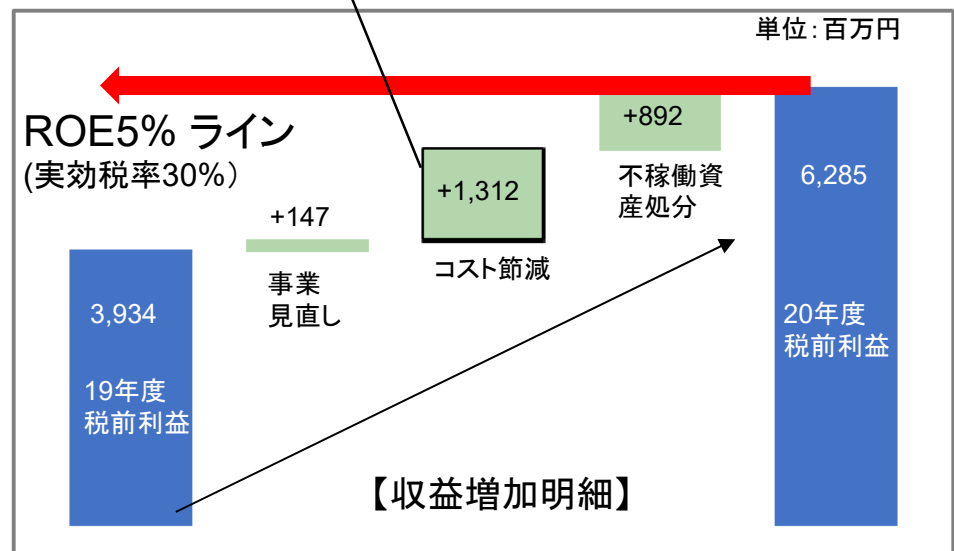 単位：百万円
ROE5% ライン
(実効税率30%）
+892
不稼働資
産処分
6,285
+1,312
コスト節減
+147
事業
見直し
3,934
19年度
税前利益
20年度
税前利益
【収益増加明細】